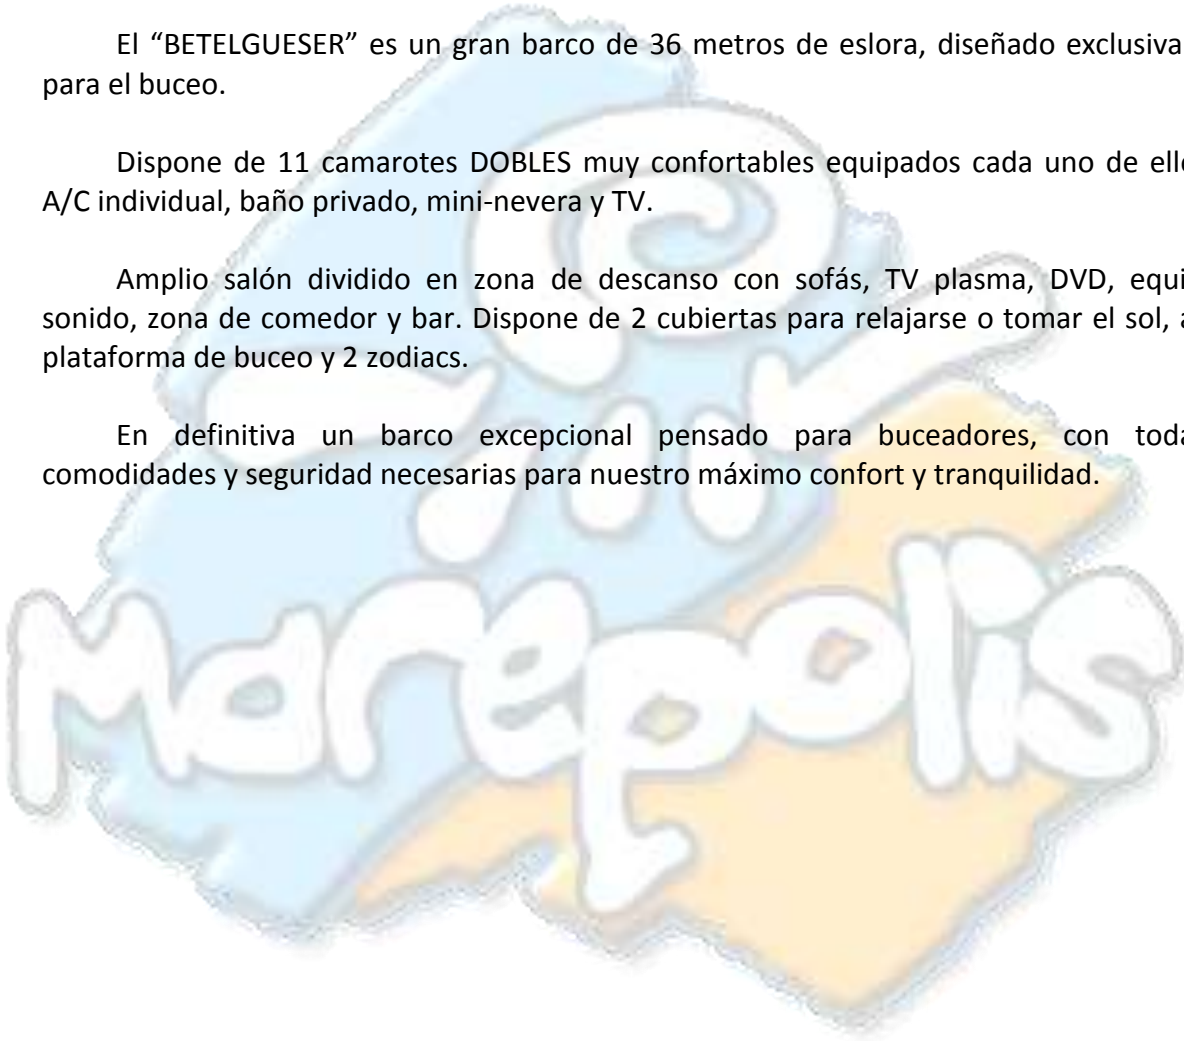 El “BETELGUESER” es un gran barco de 36 metros de eslora, diseñado exclusiva
para el buceo.
Dispone de 11 camarotes DOBLES muy confortables equipados cada uno de ell
A/C individual, baño privado, mini-nevera y TV.
Amplio salón dividido en zona de descanso con sofás, TV plasma, DVD, equi
sonido, zona de comedor y bar. Dispone de 2 cubiertas para relajarse o tomar el sol, a
plataforma de buceo y 2 zodiacs.
En definitiva un barco excepcional pensado para buceadores, con toda
comodidades y seguridad necesarias para nuestro máximo confort y tranquilidad.
Marepolis